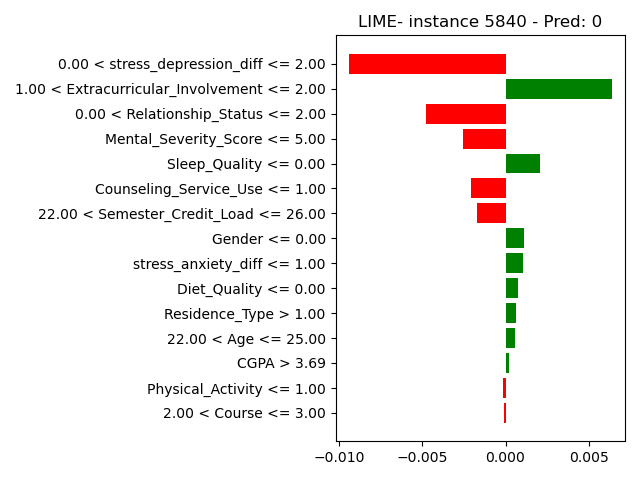 LIME- instance 5840 - Pred: 0
0.00 < stress_depression_diff <= 2.00
1.00 < Extracurricular_Involvement <= 2.00
0.00 < Relationship_Status <= 2.00
Mental_Severity_Score <= 5.00
Sleep_Quality <= 0.00
Counseling_Service_Use <= 1.00
22.00 < Semester_Credit_Load <= 26.00
Gender <= 0.00
stress_anxiety_diff <= 1.00
Diet_Quality <= 0.00
Residence_Type > 1.00
22.00 < Age <= 25.00
CGPA > 3.69
Physical_Activity <= 1.00
2.00 < Course <= 3.00
−0.010 −0.005 0.000 0.005